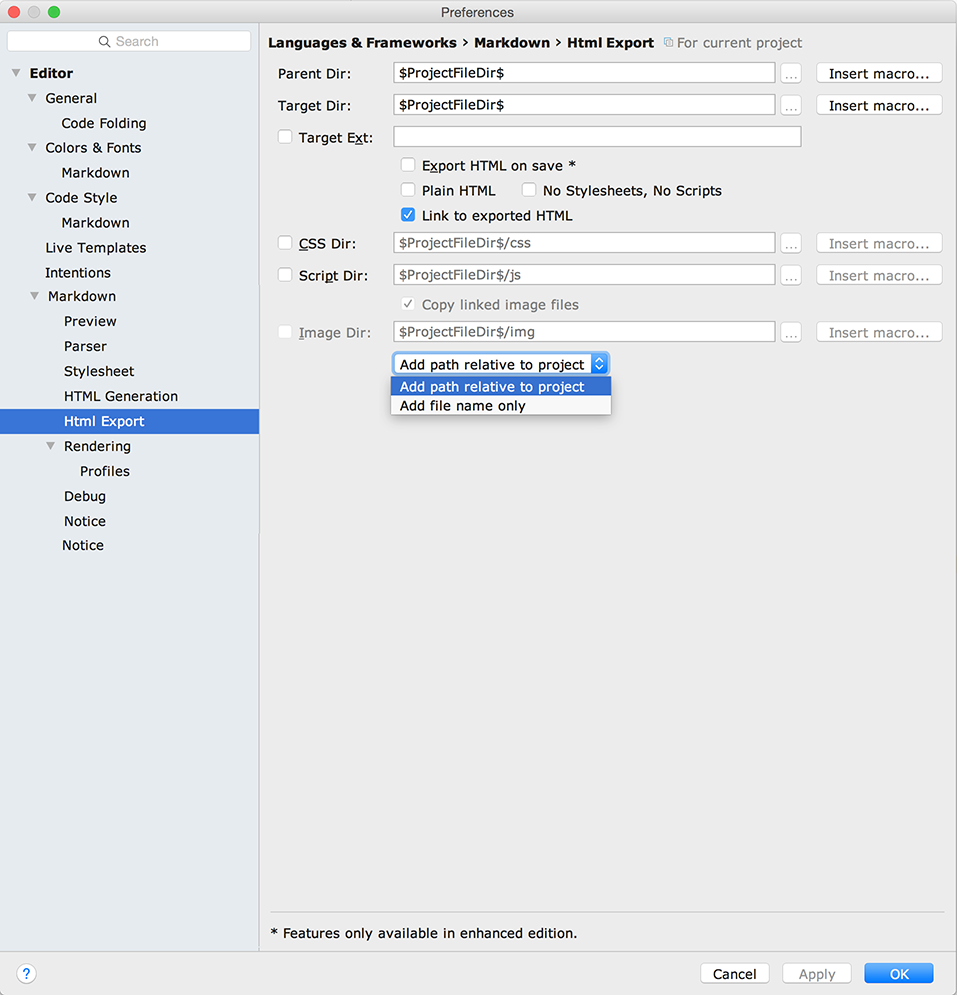 Preferences
Search
Editor
General
Code Folding
Colors & Fonts
Markdown
Code Style
Markdown
Live Templates
Intentions
Markdown
Preview
Parser
Stylesheet
HTML Generation
Html Export
Rendering
Profiles
Debug
Notice
Notice
Languages & Frameworks › Markdown › Html Export For current project
Parent Dir: $ProjectFileDir$ ... Insert macro...
Target Dir: $ProjectFileDir$ ... Insert macro...
Target Ext:
Export HTML on save *
Plain HTML No Stylesheets, No Scripts
Link to exported HTML
CSS Dir: $ProjectFileDir$/css ... Insert macro...
Script Dir: $ProjectFileDir$/js ... Insert macro...
Copy linked image files
Image Dir: $ProjectFileDir$/img ... Insert macro...
Add path relative to project
Add path relative to project
Add file name only
* Features only available in enhanced edition.
? Cancel Apply OK